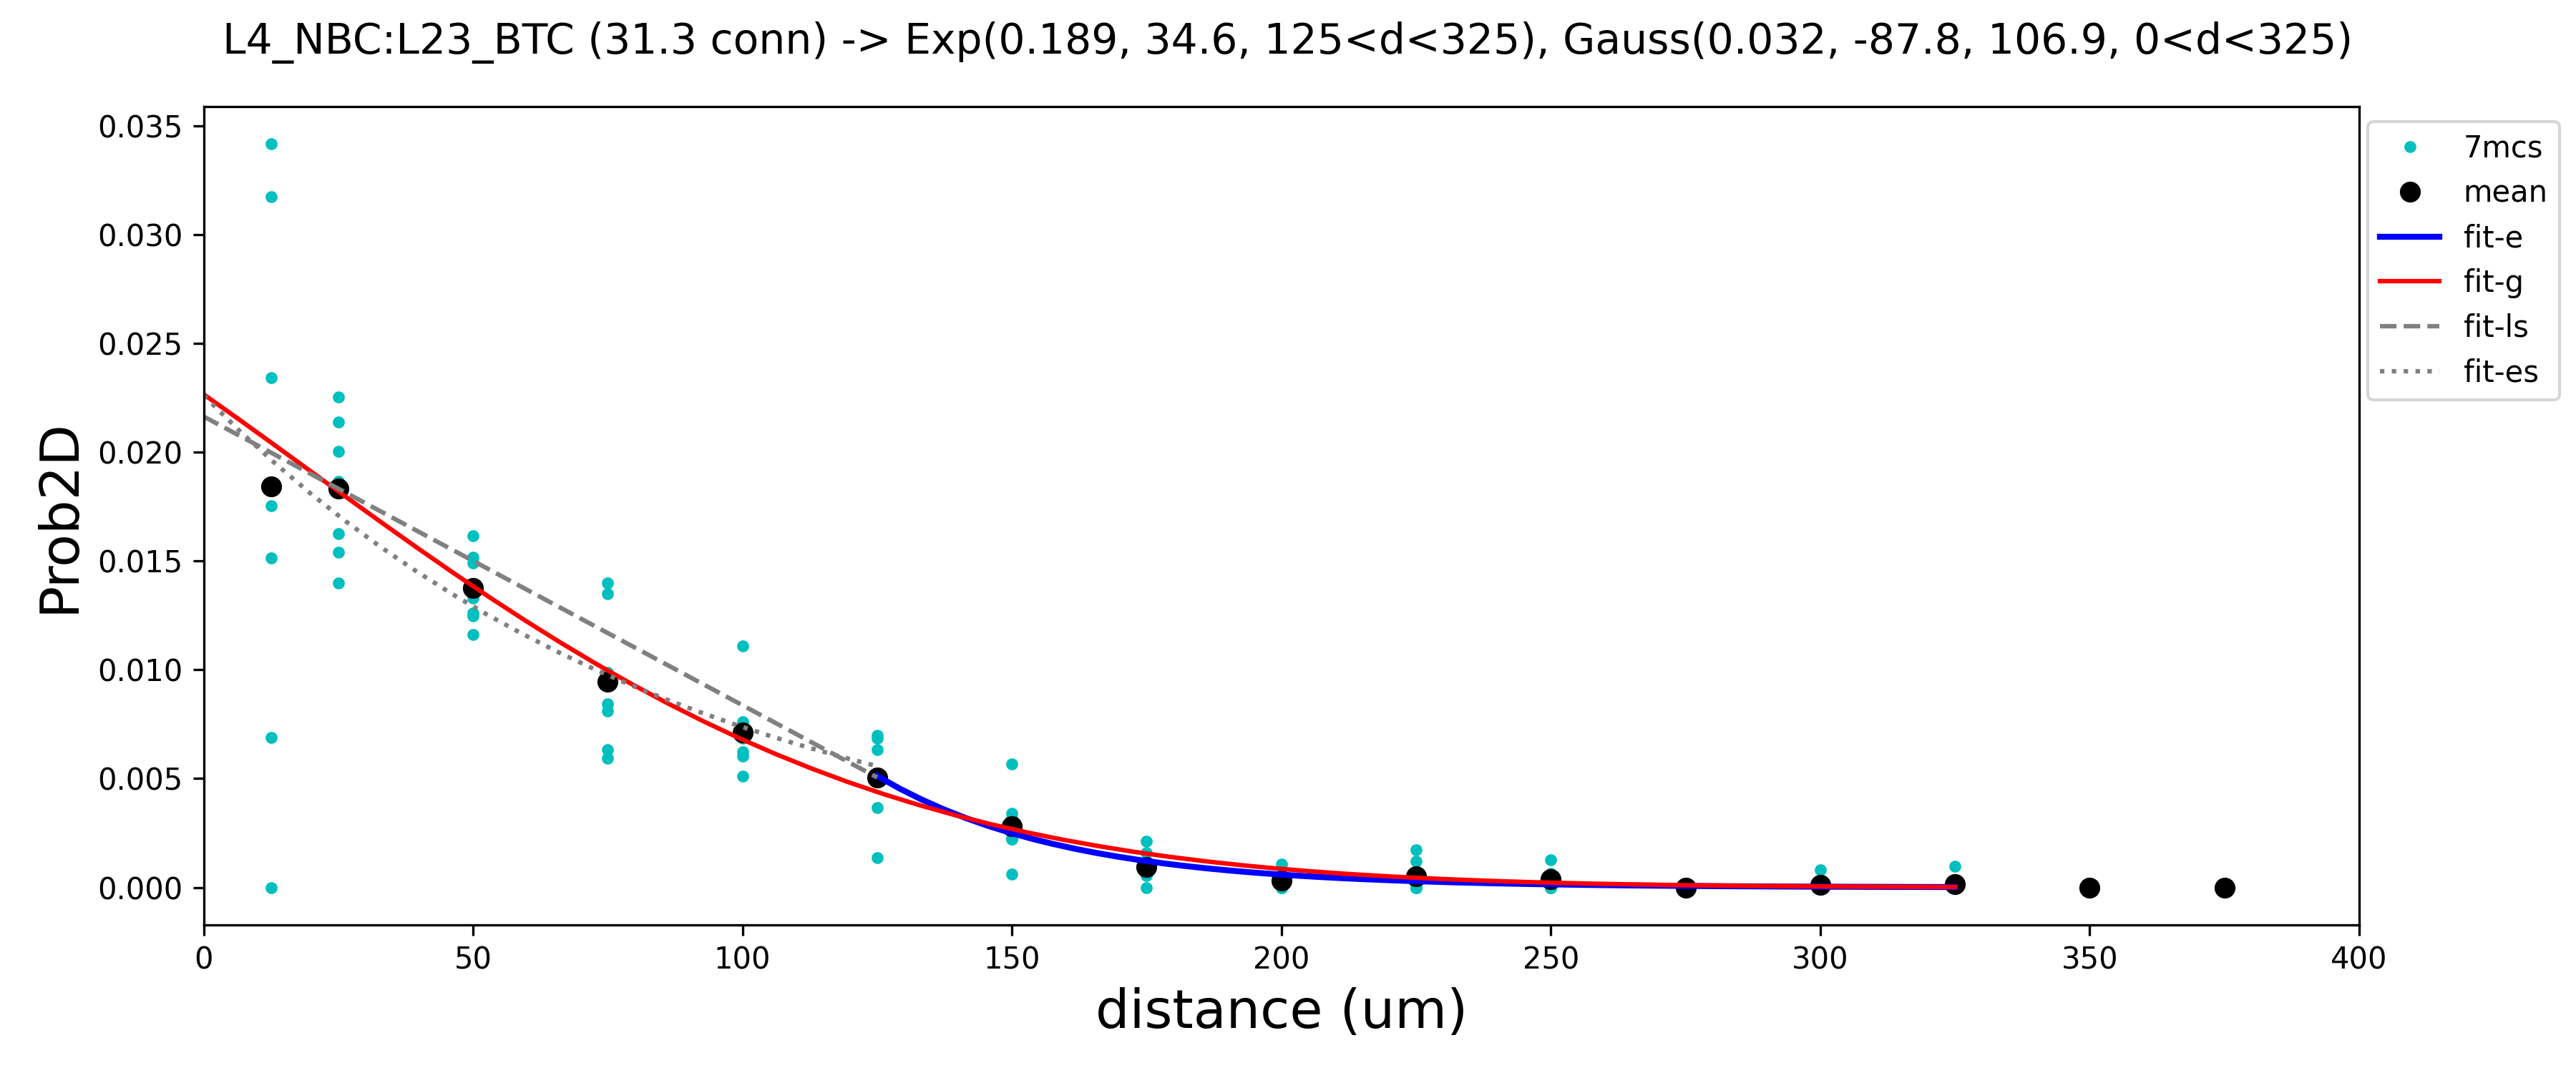 L4_NBC:L23_BTC (31.3 conn) -> Exp(0.189, 34.6, 125<d<325), Gauss(0.032, -87.8, 106.9, 0<d<325)
0.035
0.030
0.025
0.020
0.015
0.010
0.005
0.000
Prob2D
0 50 100 150 200 250 300 350 400
distance (um)
7mcs
mean
fit-e
fit-g
fit-ls
fit-es